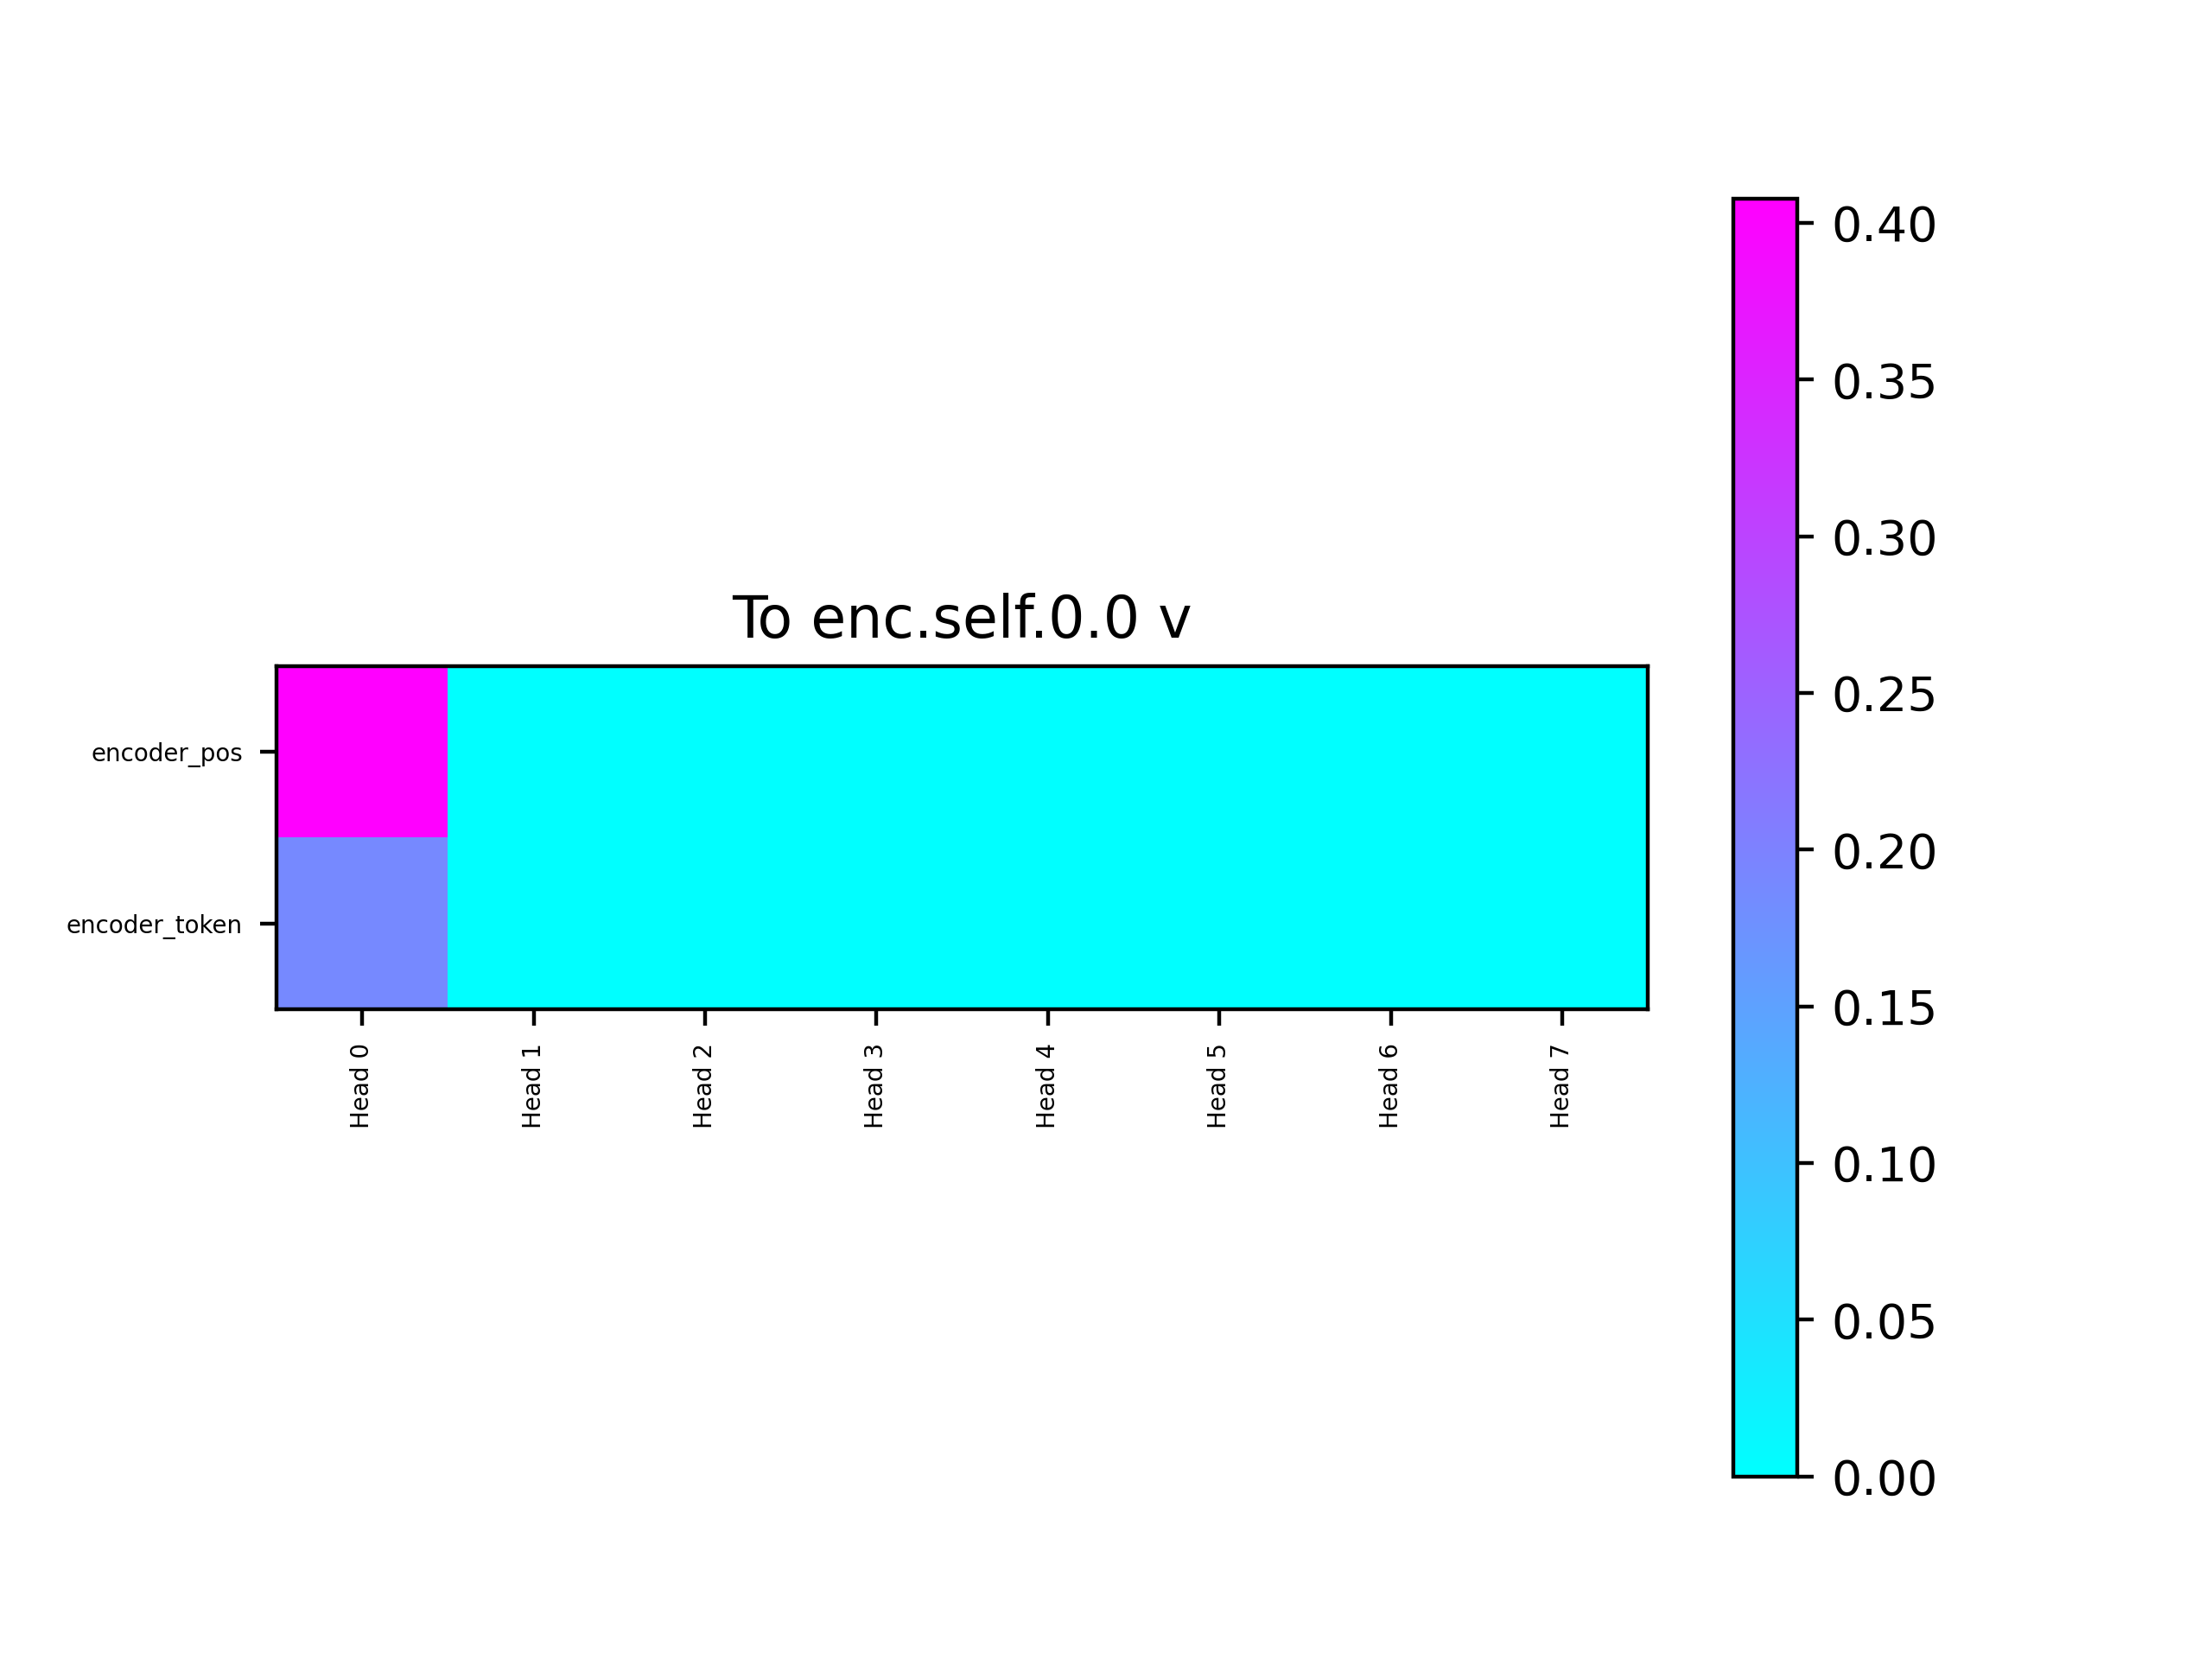 To enc.self.0.0 v
encoder_pos
encoder_token
Head 0
Head 1
Head 2
Head 3
Head 4
Head 5
Head 6
Head 7
0.40
0.35
0.30
0.25
0.20
0.15
0.10
0.05
0.00